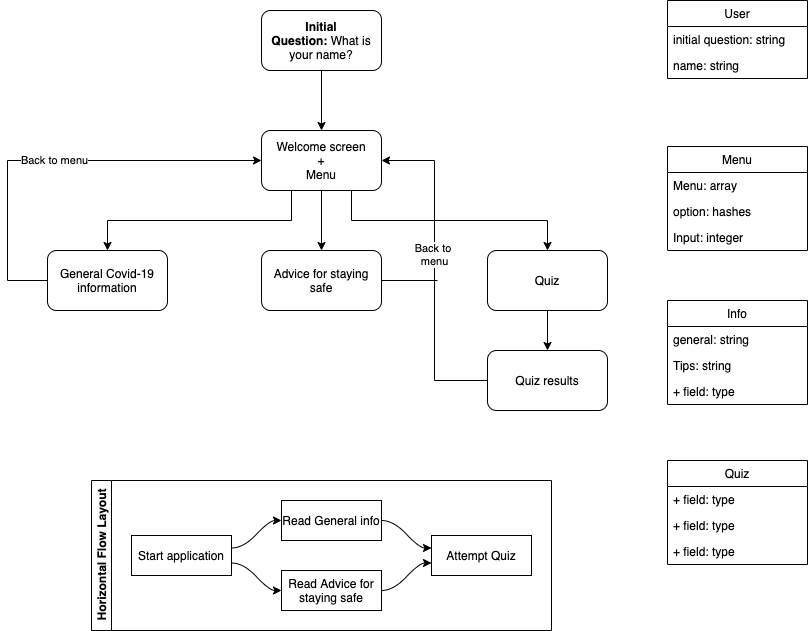 Initial
Question: What is
your name?
Welcome screen
+
Menu
Back to menu
Back to
menu
General Covid-19
information
Advice for staying
safe
Quiz
Quiz results
User
initial question: string
name: string
Menu
Menu: array
option: hashes
Input: integer
Info
general: string
Tips: string
+ field: type
Quiz
+ field: type
+ field: type
+ field: type
Horizontal Flow Layout
Start application
Read General info
Read Advice for
staying safe
Attempt Quiz